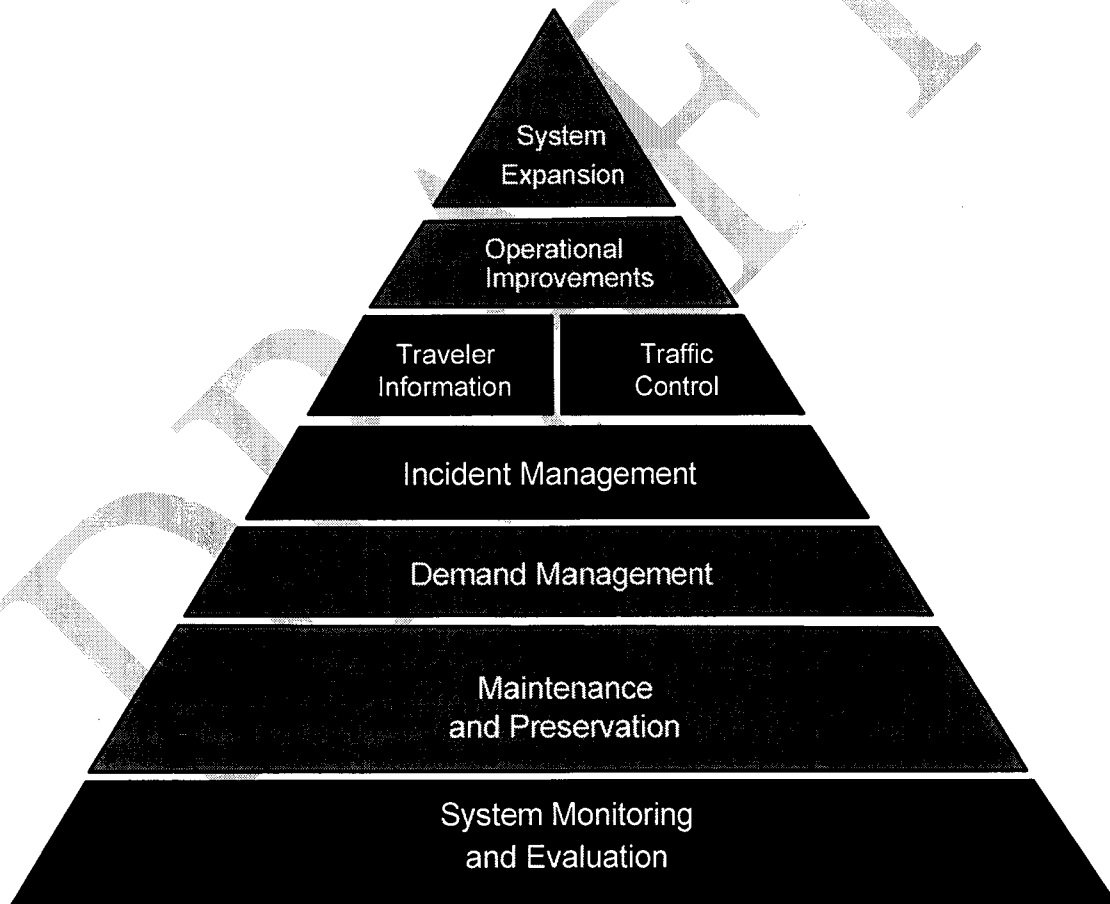 System
Expansion
Operational
Improvements
Traveler
Information
Traffic
Control
Incident Management
Demand Management
Maintenance
and Preservation
System Monitoring
and Evaluation